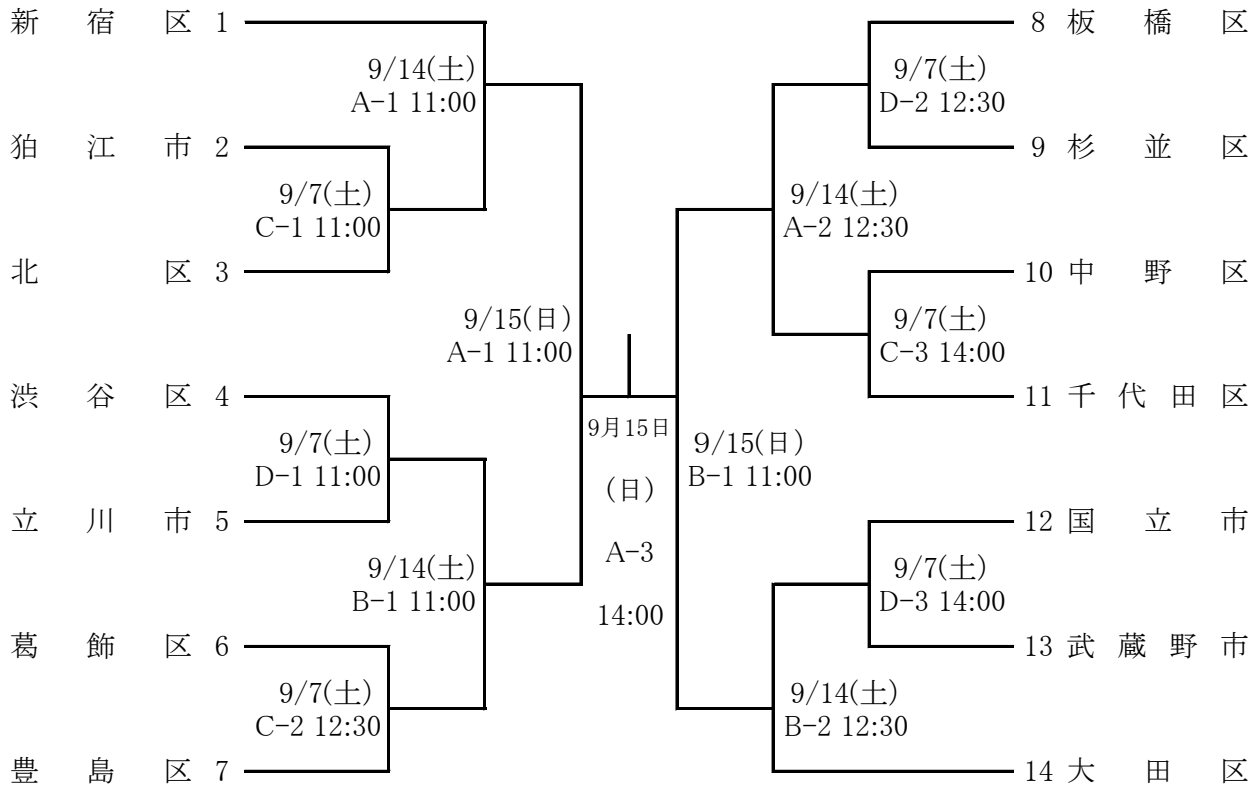 新宿区 1
9/14(土)
A-1 11:00
狛江市 2
9/7(土)
C-1 11:00
北区 3
9/15(日)
A-1 11:00
渋谷区 4
9/7(土)
D-1 11:00
立川市 5
9/14(土)
B-1 11:00
葛飾区 6
9/7(土)
C-2 12:30
豊島区 7
9月15日
(日)
A-3
14:00
8 板橋区
9/7(土)
D-2 12:30
9 杉並区
9/14(土)
A-2 12:30
10 中野区
9/7(土)
C-3 14:00
11 千代田区
9/15(日)
B-1 11:00
12 国立市
9/7(土)
D-3 14:00
13 武蔵野市
9/14(土)
B-2 12:30
14 大田区